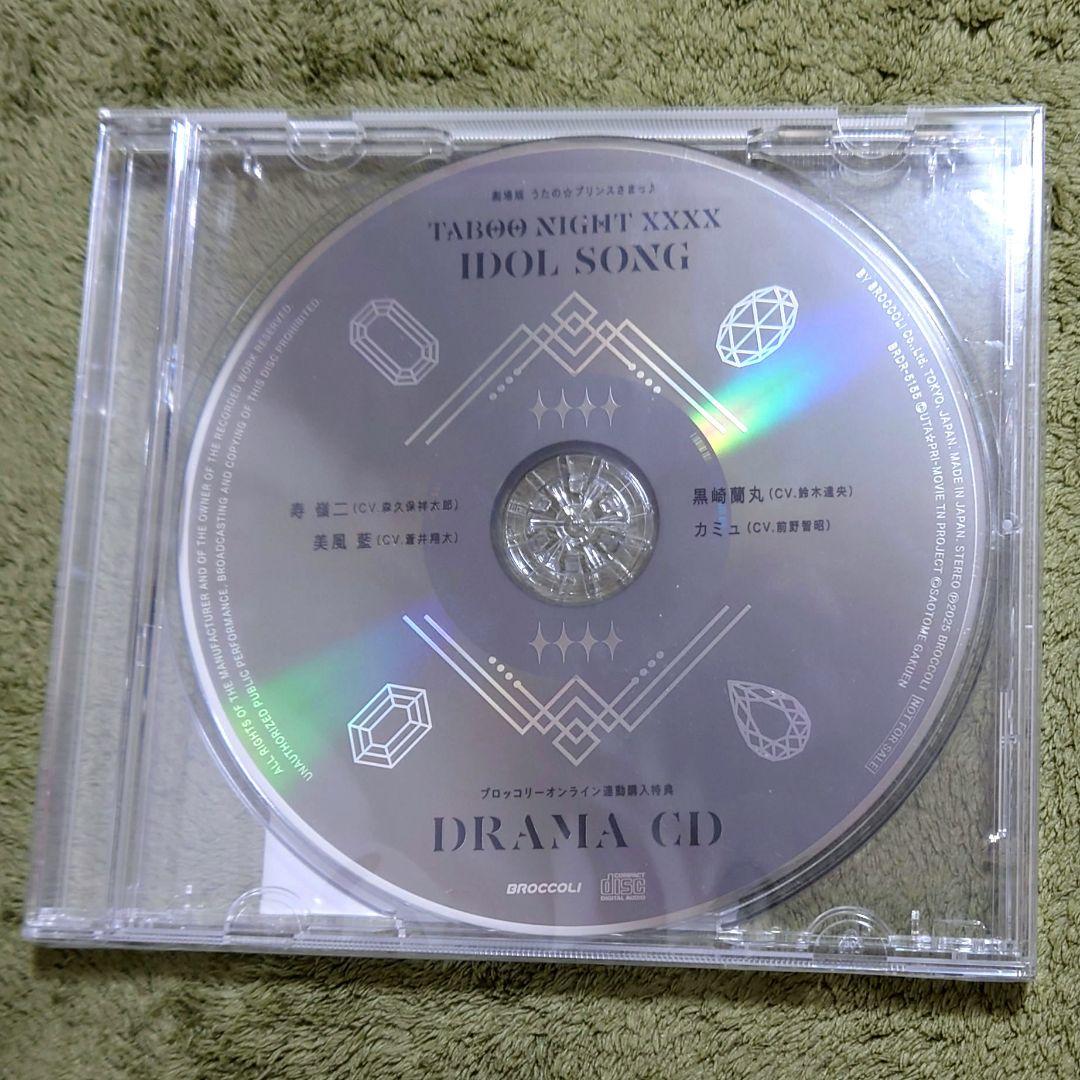 劇場版 うたの☆プリンスさまっ♪
TABOO NIGHT XXXX
IDOL SONG
寿 嶺二(CV.森久保祥太郎)
美風 藍(CV.蒼井翔太)
黒崎蘭丸(CV.鈴木達央)
カミュ(CV.前野智昭)
ブロッコリーオンライン連動購入特典
DRAMA CD
BROCCOLI
COMPACT
disc
DIGITAL AUDIO
ALL RIGHTS OF THE MANUFACTURER AND OF THE OWNER OF THE RECORDED WORK RESERVED.
UNAUTHORIZED PUBLIC PERFORMANCE, BROADCASTING AND COPYING OF THIS DISC PROHIBITED.
BY BROCCOLI Co.,Ltd. TOKYO, JAPAN. MADE IN JAPAN. STEREO Ⓟ2025 BROCCOLI [NOT FOR SALE]
BRDR-5155 ©UTA☆PRI-MOVIE TN PROJECT ©SAOTOME GAKUEN